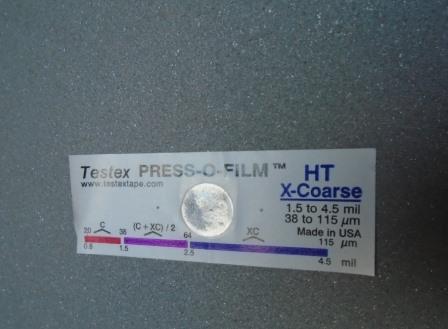 Testex PRESS-O-FILM™ HT
www.testextape.com
X-Coarse
1.5 to 4.5 mil
38 to 115 µm
Made in USA
20 C 38 (C + XC) / 2 64 XC 115 µm
0.8 1.5 2.5 4.5 mil